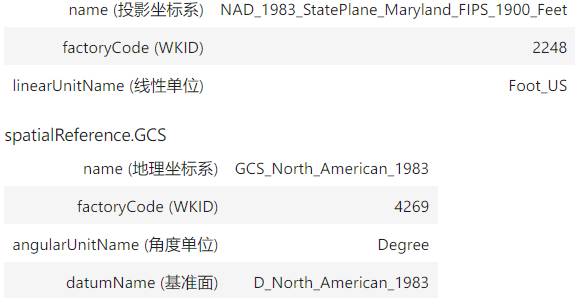 name (投影坐标系) NAD_1983_StatePlane_Maryland_FIPS_1900_Feet
factoryCode (WKID) 2248
linearUnitName (线性单位) Foot_US
spatialReference.GCS
name (地理坐标系) GCS_North_American_1983
factoryCode (WKID) 4269
angularUnitName (角度单位) Degree
datumName (基准面) D_North_American_1983